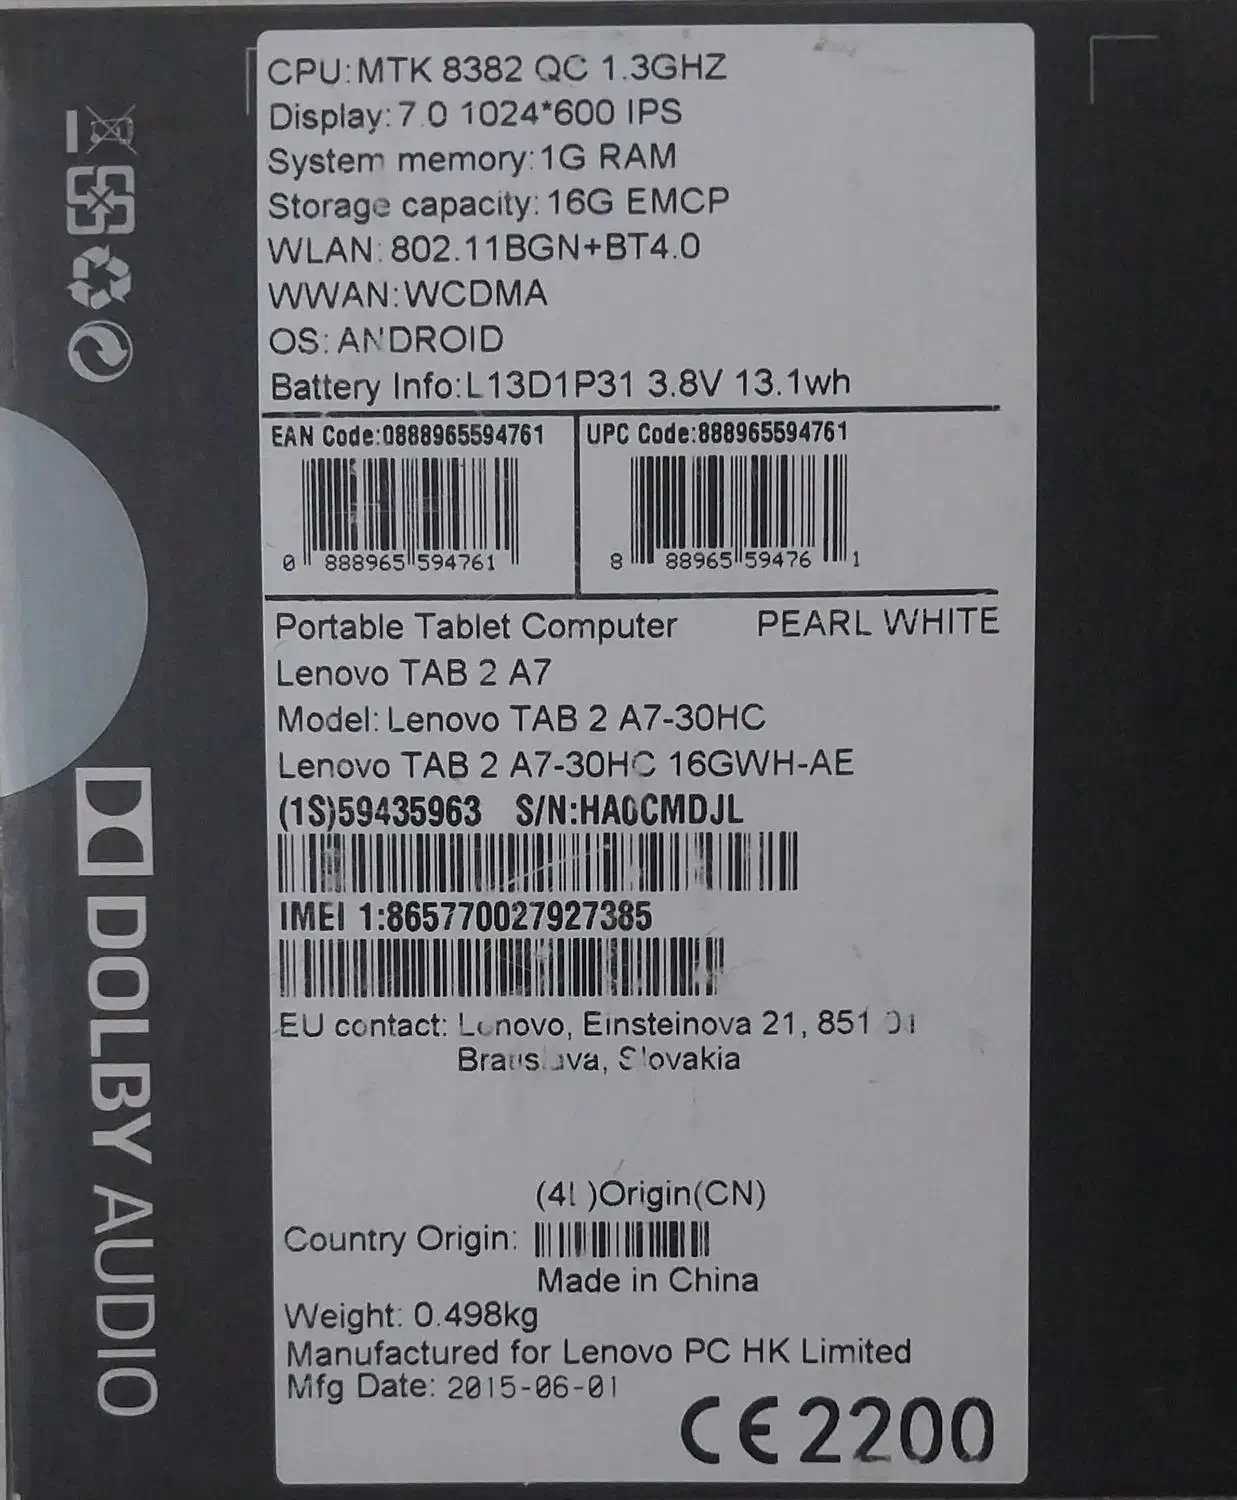 CPU:MTK 8382 QC 1.3GHZ
Display:7.0 1024*600 IPS
System memory:1G RAM
Storage capacity:16G EMCP
WLAN:802.11BGN+BT4.0
WWAN:WCDMA
OS:ANDROID
Battery Info:L13D1P31 3.8V 13.1wh
EAN Code:0888965594761
UPC Code:888965594761
0 888965 594761
8 88965 59476 1
Portable Tablet Computer PEARL WHITE
Lenovo TAB 2 A7
Model: Lenovo TAB 2 A7-30HC
Lenovo TAB 2 A7-30HC 16GWH-AE
(1S)59435963 S/N:HA0CMDJL
IMEI 1:865770027927385
EU contact: Lenovo, Einsteinova 21, 851
Slovakia
Origin(CN)
Country Origin:
Made in China
Weight: 0.498kg
Manufactured for Lenovo PC HK Limited
Mfg Date: 2015-06-01
CE2200
DOLBY AUDIO